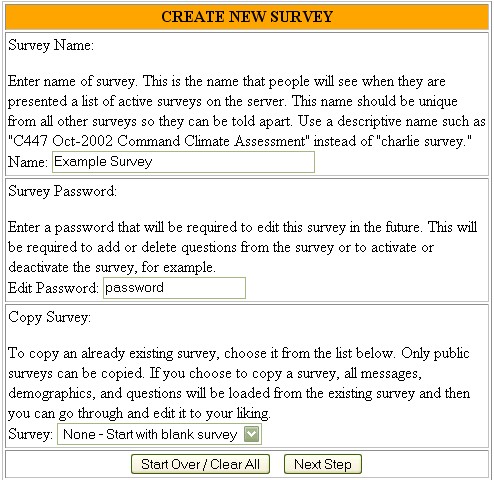 CREATE NEW SURVEY
Survey Name:
Enter name of survey. This is the name that people will see when they are
presented a list of active surveys on the server. This name should be unique
from all other surveys so they can be told apart. Use a descriptive name such as
"C447 Oct-2002 Command Climate Assessment" instead of "charlie survey."
Name: Example Survey
Survey Password:
Enter a password that will be required to edit this survey in the future. This will
be required to add or delete questions from the survey or to activate or
deactivate the survey, for example.
Edit Password: password
Copy Survey:
To copy an already existing survey, choose it from the list below. Only public
surveys can be copied. If you choose to copy a survey, all messages,
demographics, and questions will be loaded from the existing survey and then
you can go through and edit it to your liking.
Survey: None - Start with blank survey
Start Over / Clear All Next Step